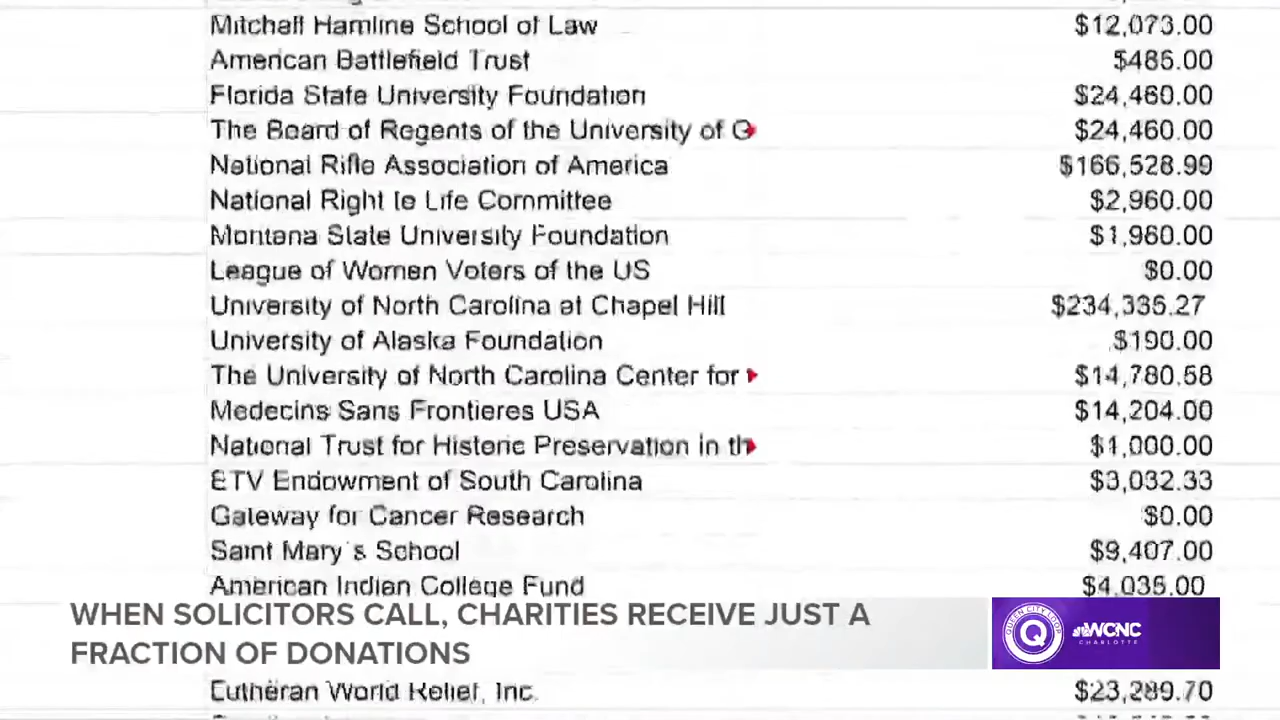 Mitchell Hamline School of Law $12,073.00
American Battlefield Trust $485.00
Florida State University Foundation $24,460.00
The Board of Regents of the University of $24,460.00
National Rifle Association of America $166,528.99
National Right to Life Committee $2,960.00
Montana State University Foundation $1,960.00
League of Women Voters of the US $0.00
University of North Carolina at Chapel Hill $234,335.27
University of Alaska Foundation $190.00
The University of North Carolina Center for $14,780.58
Medecins Sans Frontieres USA $14,204.00
National Trust for Historic Preservation in th $1,000.00
ETV Endowment of South Carolina $3,032.33
Gateway for Cancer Research $0.00
Saint Mary's School $9,407.00
American Indian College Fund $4,035.00
WHEN SOLICITORS CALL, CHARITIES RECEIVE JUST A
FRACTION OF DONATIONS
QUEEN CITY LOOP
Q
WCNC
CHARLOTTE
Lutheran World Relief, Inc. $23,289.70